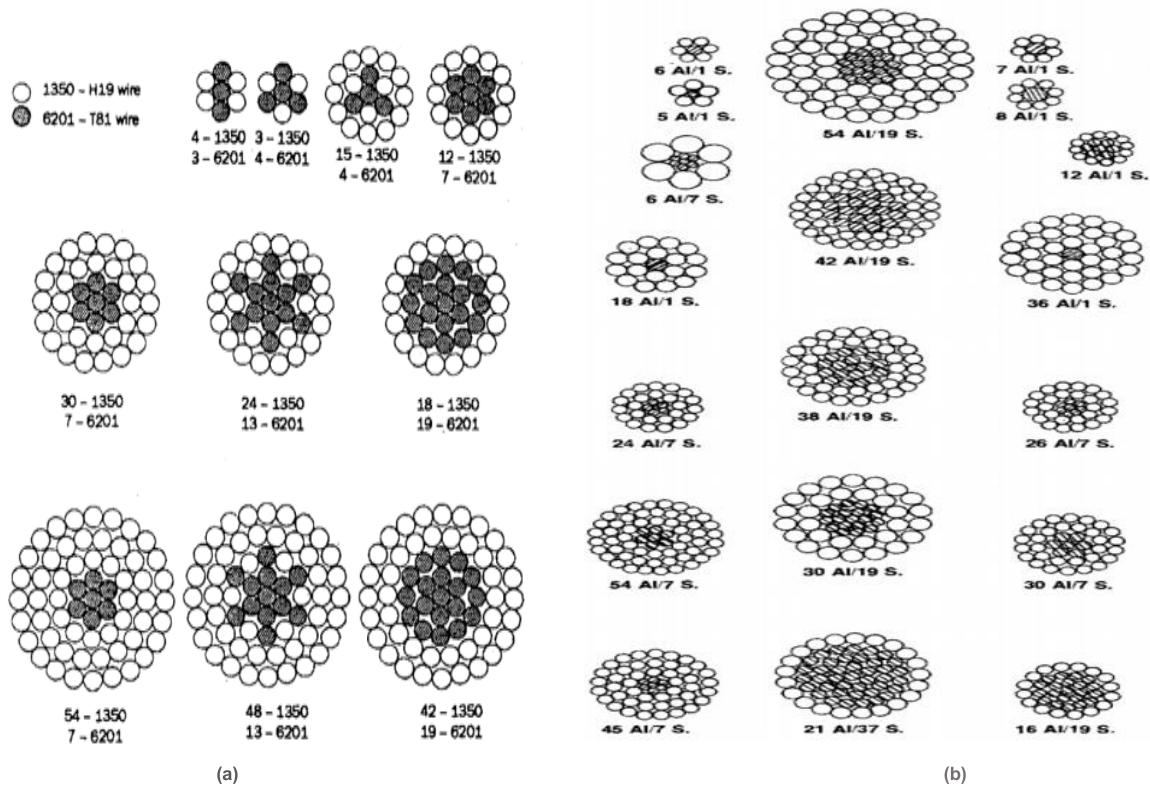 1350 – H19 wire
6201 – T81 wire
4 – 1350
3 – 6201
3 – 1350
4 – 6201
15 – 1350
4 – 6201
12 – 1350
7 – 6201
30 – 1350
7 – 6201
24 – 1350
13 – 6201
18 – 1350
19 – 6201
54 – 1350
7 – 6201
48 – 1350
13 – 6201
42 – 1350
19 – 6201
(a)
6 Al/1 S.
5 Al/1 S.
6 Al/7 S.
18 Al/1 S.
24 Al/7 S.
54 Al/7 S.
45 Al/7 S.
54 Al/19 S.
42 Al/19 S.
38 Al/19 S.
30 Al/19 S.
21 Al/37 S.
7 Al/1 S.
8 Al/1 S.
12 Al/1 S.
36 Al/1 S.
26 Al/7 S.
30 Al/7 S.
16 Al/19 S.
(b)